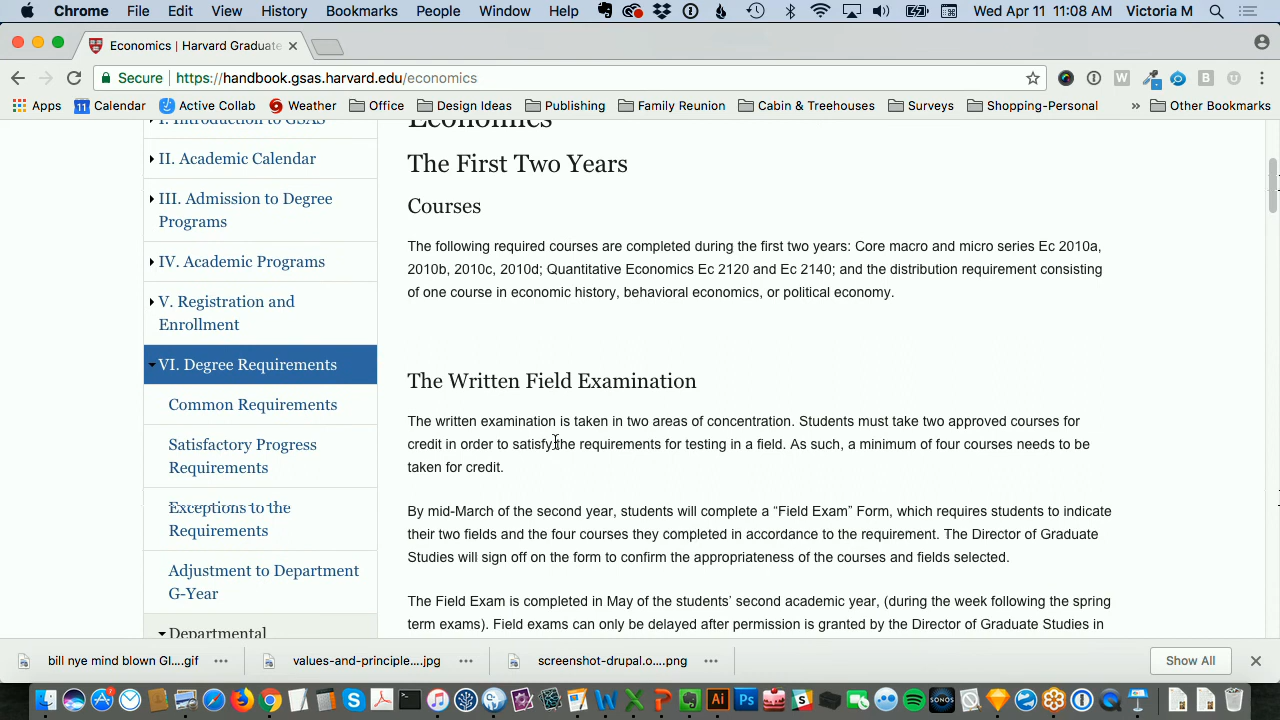 Chrome File Edit View History Bookmarks People Window Help Wed Apr 11 11:08 AM Victoria M
Economics | Harvard Graduate
Secure https://handbook.gsas.harvard.edu/economics
Apps 11 Calendar Active Collab Weather Office Design Ideas Publishing Family Reunion Cabin & Treehouses Surveys Shopping-Personal » Other Bookmarks
I. Introduction to GSAS
II. Academic Calendar
III. Admission to Degree
Programs
IV. Academic Programs
V. Registration and
Enrollment
VI. Degree Requirements
Common Requirements
Satisfactory Progress
Requirements
Exceptions to the
Requirements
Adjustment to Department
G-Year
Departmental
Economics
The First Two Years
Courses
The following required courses are completed during the first two years: Core macro and micro series Ec 2010a,
2010b, 2010c, 2010d; Quantitative Economics Ec 2120 and Ec 2140; and the distribution requirement consisting
of one course in economic history, behavioral economics, or political economy.
The Written Field Examination
The written examination is taken in two areas of concentration. Students must take two approved courses for
credit in order to satisfy the requirements for testing in a field. As such, a minimum of four courses needs to be
taken for credit.
By mid-March of the second year, students will complete a “Field Exam” Form, which requires students to indicate
their two fields and the four courses they completed in accordance to the requirement. The Director of Graduate
Studies will sign off on the form to confirm the appropriateness of the courses and fields selected.
The Field Exam is completed in May of the students’ second academic year, (during the week following the spring
term exams). Field exams can only be delayed after permission is granted by the Director of Graduate Studies in
bill nye mind blown GI....gif values-and-principle....jpg screenshot-drupal.o....png Show All